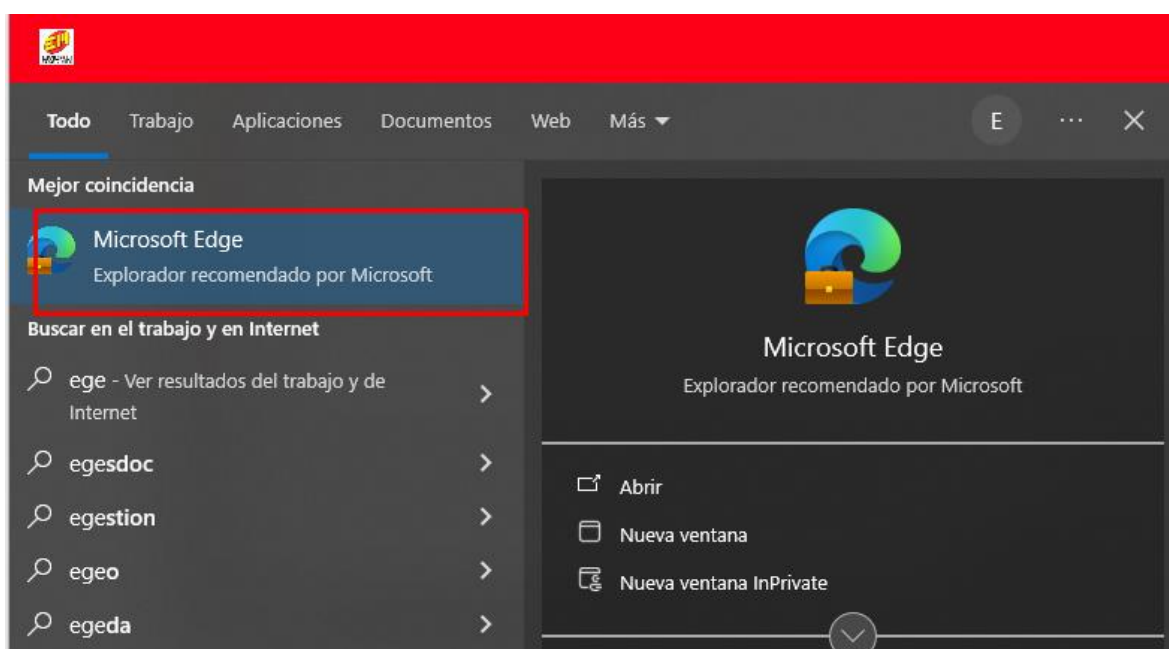 Todo Trabajo Aplicaciones Documentos Web Más E
Mejor coincidencia
Microsoft Edge
Explorador recomendado por Microsoft
Buscar en el trabajo y en Internet
ege - Ver resultados del trabajo y de
Internet
egesdoc
egestion
egeo
egeda
Microsoft Edge
Explorador recomendado por Microsoft
Abrir
Nueva ventana
Nueva ventana InPrivate